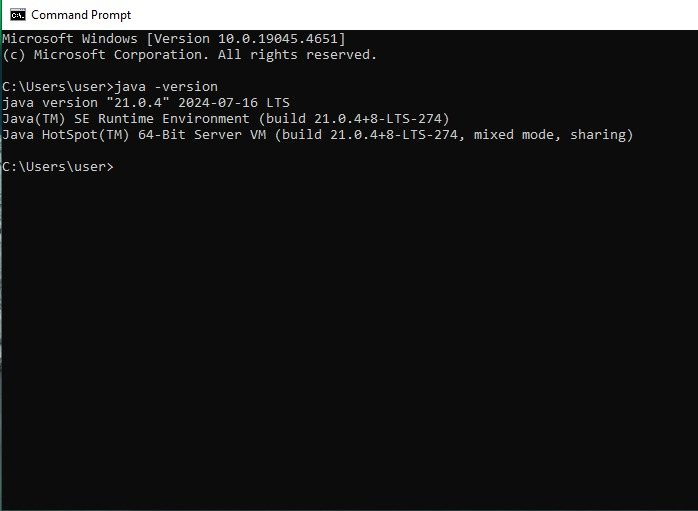 Command Prompt
Microsoft Windows [Version 10.0.19045.4651]
(c) Microsoft Corporation. All rights reserved.
C:\Users\user>java -version
java version "21.0.4" 2024-07-16 LTS
Java(TM) SE Runtime Environment (build 21.0.4+8-LTS-274)
Java HotSpot(TM) 64-Bit Server VM (build 21.0.4+8-LTS-274, mixed mode, sharing)
C:\Users\user>